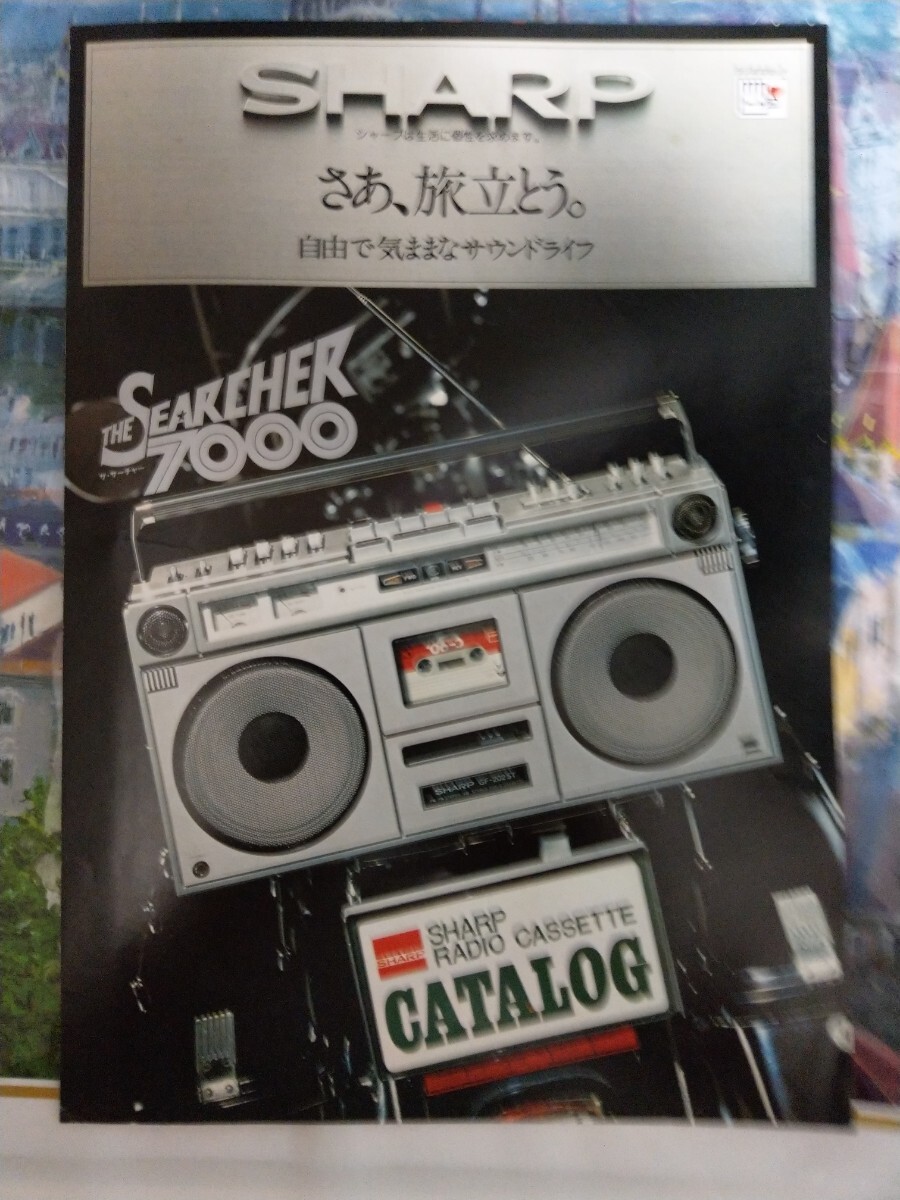 SHARP
シャープは生活に個性を求めます。
さあ、旅立とう。
自由で気ままなサウンドライフ
THE SEARCHER
7000
ザ・サーチャー
SHARP
SHARP
RADIO CASSETTE
CATALOG
SHARP